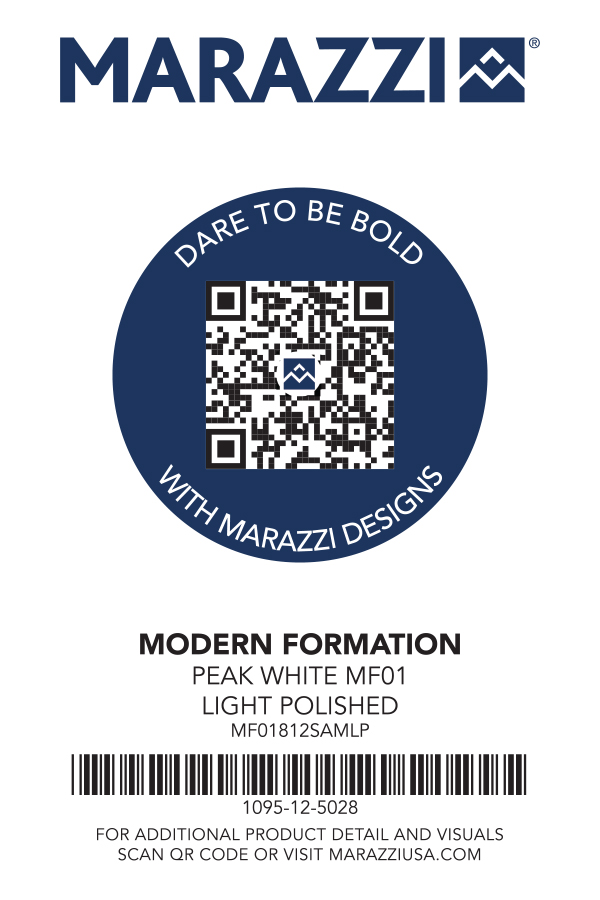 MARAZZI®
DARE TO BE BOLD
WITH MARAZZI DESIGNS
MODERN FORMATION
PEAK WHITE MF01
LIGHT POLISHED
MF01812SAMLP
1095-12-5028
FOR ADDITIONAL PRODUCT DETAIL AND VISUALS
SCAN QR CODE OR VISIT MARAZZIUSA.COM